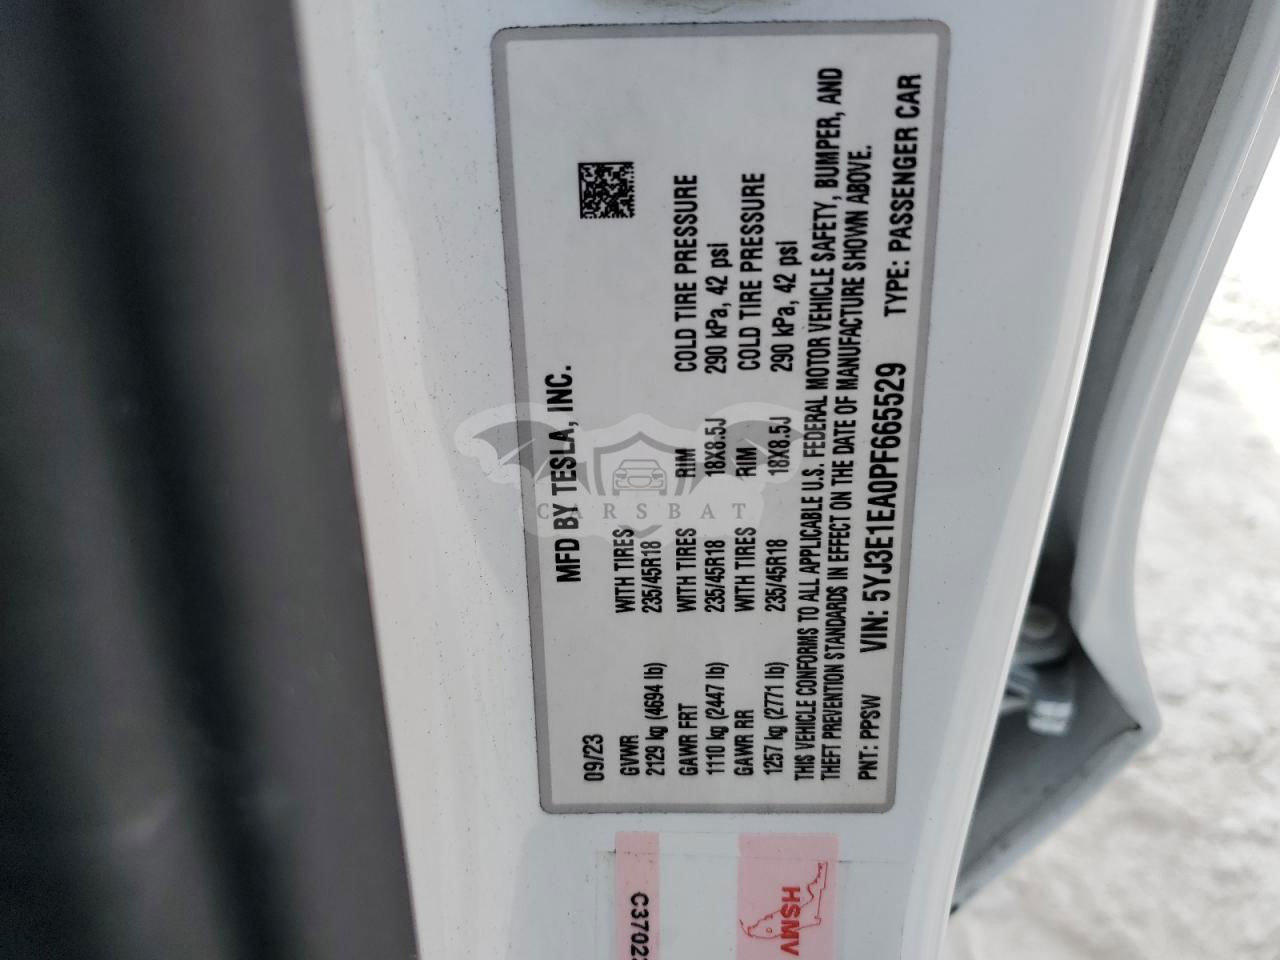 MFD BY TESLA, INC.
09/23
GVWR WITH TIRES
2129 kg (4694 lb) 235/45R18
GAWR FRT WITH TIRES RIM COLD TIRE PRESSURE
1110 kg (2447 lb) 235/45R18 18X8.5J 290 kPa, 42 psi
GAWR RR WITH TIRES RIM COLD TIRE PRESSURE
1257 kg (2771 lb) 235/45R18 18X8.5J 290 kPa, 42 psi
THIS VEHICLE CONFORMS TO ALL APPLICABLE U.S. FEDERAL MOTOR VEHICLE SAFETY, BUMPER, AND
THEFT PREVENTION STANDARDS IN EFFECT ON THE DATE OF MANUFACTURE SHOWN ABOVE.
PNT: PPSW VIN: 5YJ3E1EA0PF665529 TYPE: PASSENGER CAR
CARSBAT
HSMV